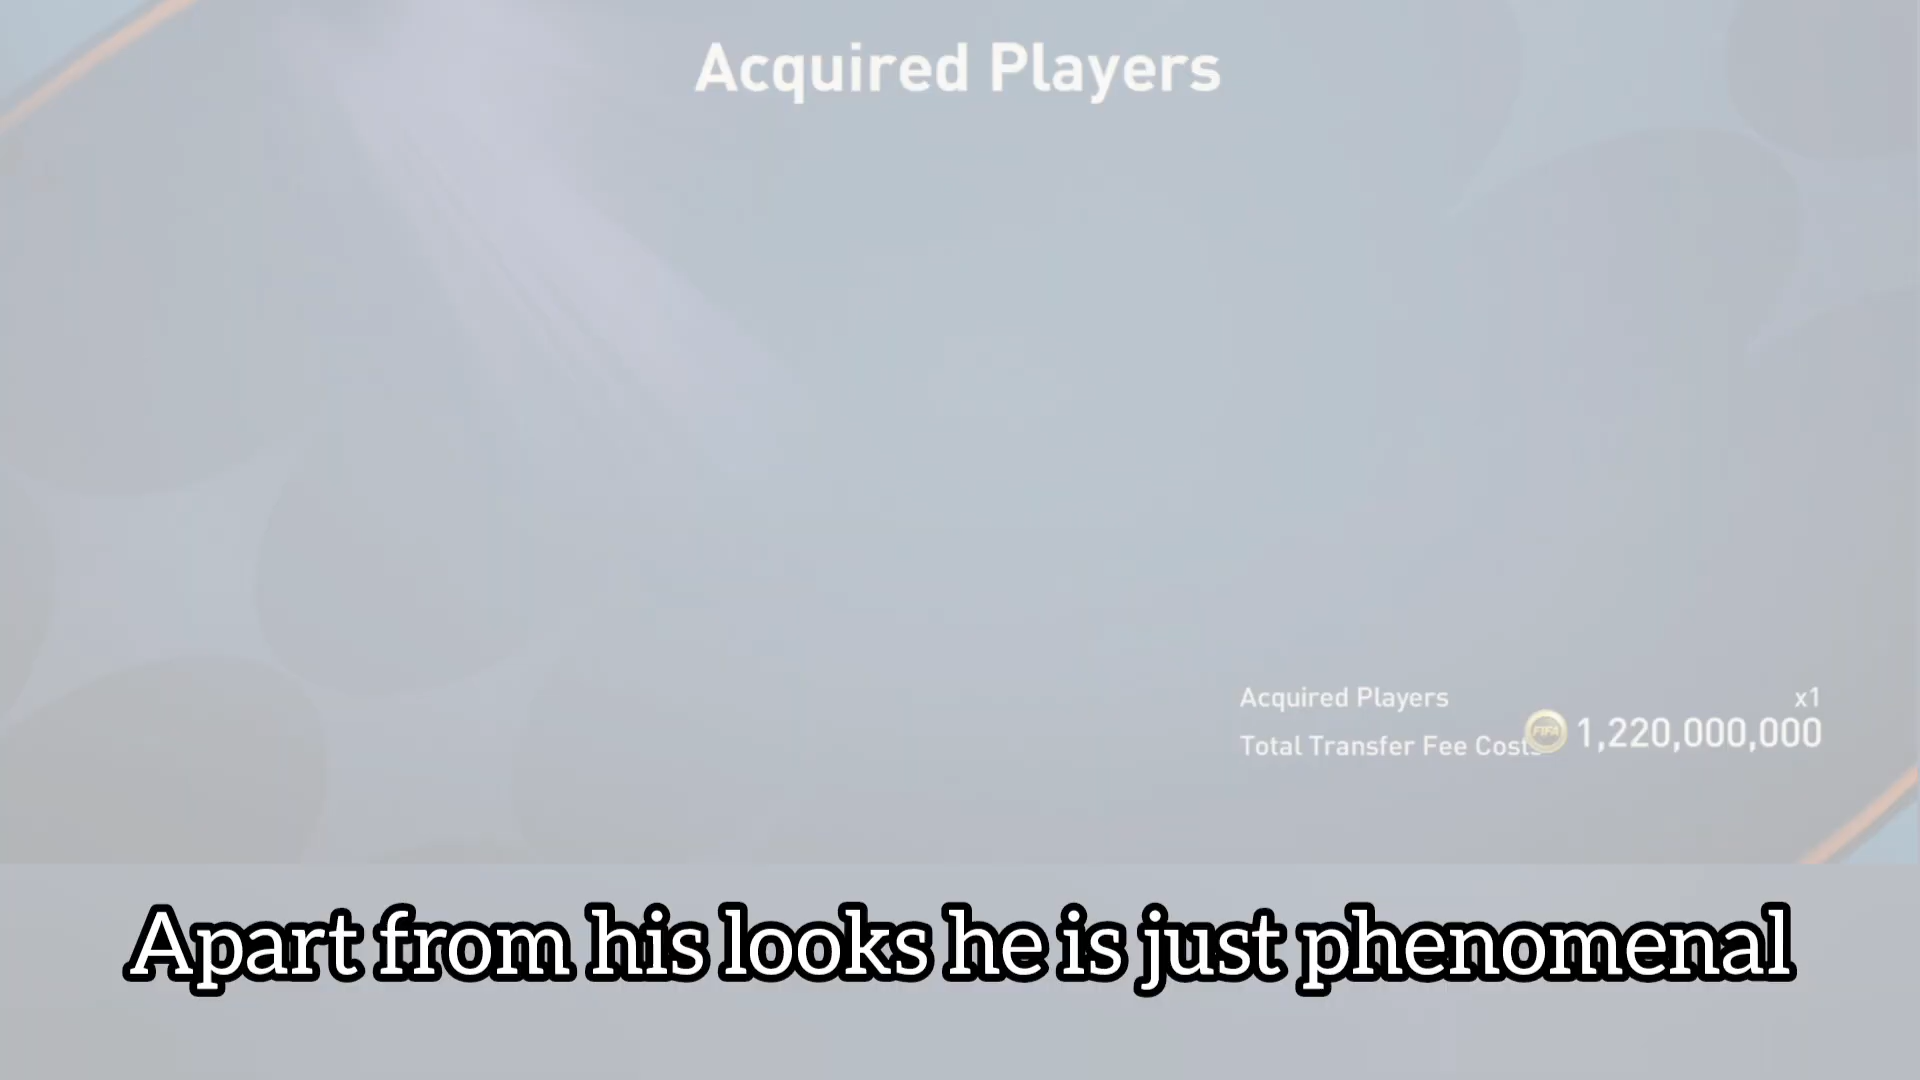 Acquired Players
Acquired Players x1
Total Transfer Fee Costs FIFA 1,220,000,000
Apart from his looks he is just phenomenal